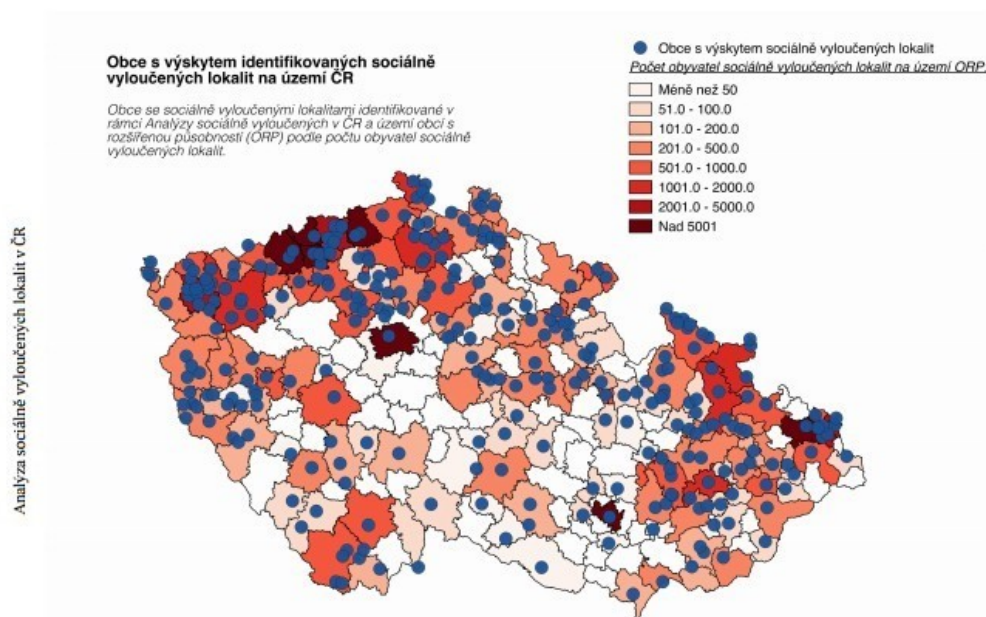 Obce s výskytem identifikovaných sociálně
vyloučených lokalit na území ČR
Obce se sociálně vyloučenými lokalitami identifikované v
rámci Analýzy sociálně vyloučených v ČR a území obcí s
rozšířenou působností (ORP) podle počtu obyvatel sociálně
vyloučených lokalit.
Obce s výskytem sociálně vyloučených lokalit
Počet obyvatel sociálně vyloučených lokalit na území ORP
Méně než 50
51.0 - 100.0
101.0 - 200.0
201.0 - 500.0
501.0 - 1000.0
1001.0 - 2000.0
2001.0 - 5000.0
Nad 5001
Analýza sociálně vyloučených lokalit v ČR